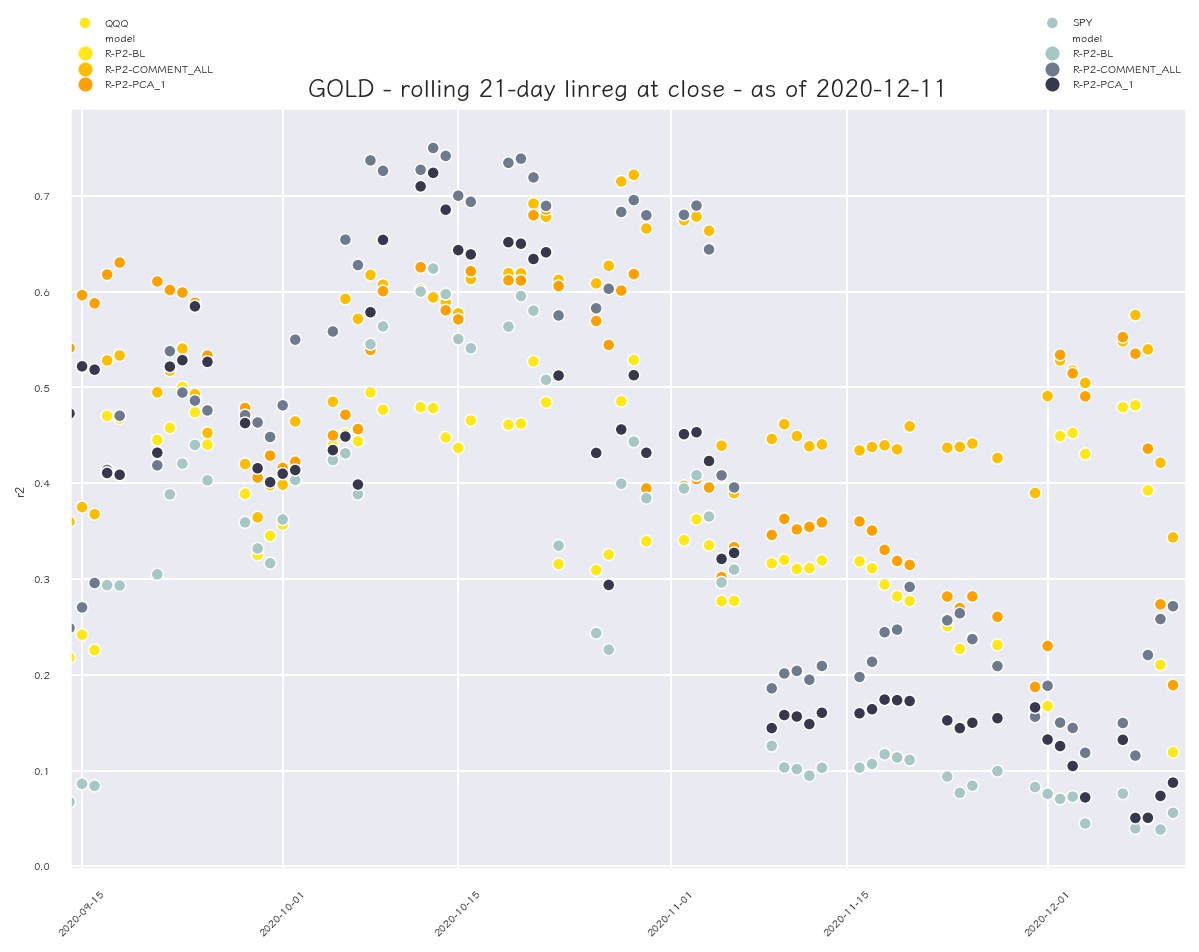 QQQ
model
R-P2-BL
R-P2-COMMENT_ALL
R-P2-PCA_1
SPY
model
R-P2-BL
R-P2-COMMENT_ALL
R-P2-PCA_1
GOLD - rolling 21-day linreg at close - as of 2020-12-11
r2
0.7
0.6
0.5
0.4
0.3
0.2
0.1
0.0
2020-09-15
2020-10-01
2020-10-15
2020-11-01
2020-11-15
2020-12-01